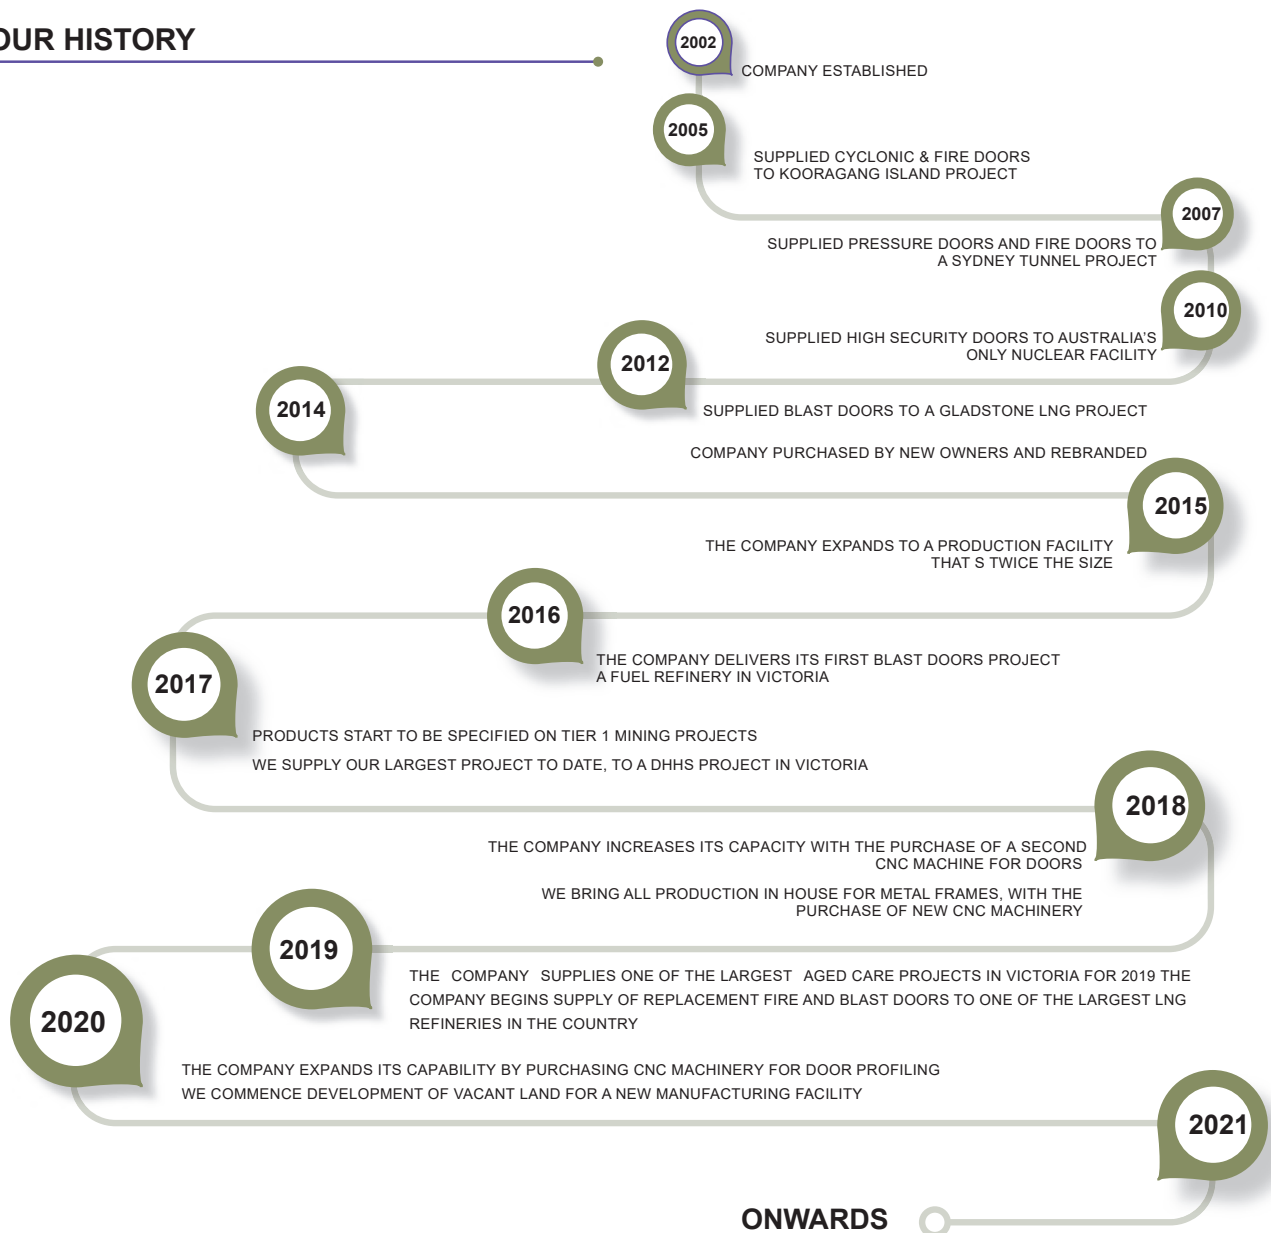 OUR HISTORY
2002
COMPANY ESTABLISHED
2005
SUPPLIED CYCLONIC & FIRE DOORS
TO KOORAGANG ISLAND PROJECT
2007
SUPPLIED PRESSURE DOORS AND FIRE DOORS TO
A SYDNEY TUNNEL PROJECT
2010
SUPPLIED HIGH SECURITY DOORS TO AUSTRALIA'S
ONLY NUCLEAR FACILITY
2012
SUPPLIED BLAST DOORS TO A GLADSTONE LNG PROJECT
2014
COMPANY PURCHASED BY NEW OWNERS AND REBRANDED
2015
THE COMPANY EXPANDS TO A PRODUCTION FACILITY
THAT S TWICE THE SIZE
2016
THE COMPANY DELIVERS ITS FIRST BLAST DOORS PROJECT
A FUEL REFINERY IN VICTORIA
2017
PRODUCTS START TO BE SPECIFIED ON TIER 1 MINING PROJECTS
WE SUPPLY OUR LARGEST PROJECT TO DATE, TO A DHHS PROJECT IN VICTORIA
2018
THE COMPANY INCREASES ITS CAPACITY WITH THE PURCHASE OF A SECOND
CNC MACHINE FOR DOORS
WE BRING ALL PRODUCTION IN HOUSE FOR METAL FRAMES, WITH THE
PURCHASE OF NEW CNC MACHINERY
2019
THE COMPANY SUPPLIES ONE OF THE LARGEST AGED CARE PROJECTS IN VICTORIA FOR 2019 THE
COMPANY BEGINS SUPPLY OF REPLACEMENT FIRE AND BLAST DOORS TO ONE OF THE LARGEST LNG
REFINERIES IN THE COUNTRY
2020
THE COMPANY EXPANDS ITS CAPABILITY BY PURCHASING CNC MACHINERY FOR DOOR PROFILING
WE COMMENCE DEVELOPMENT OF VACANT LAND FOR A NEW MANUFACTURING FACILITY
2021
ONWARDS